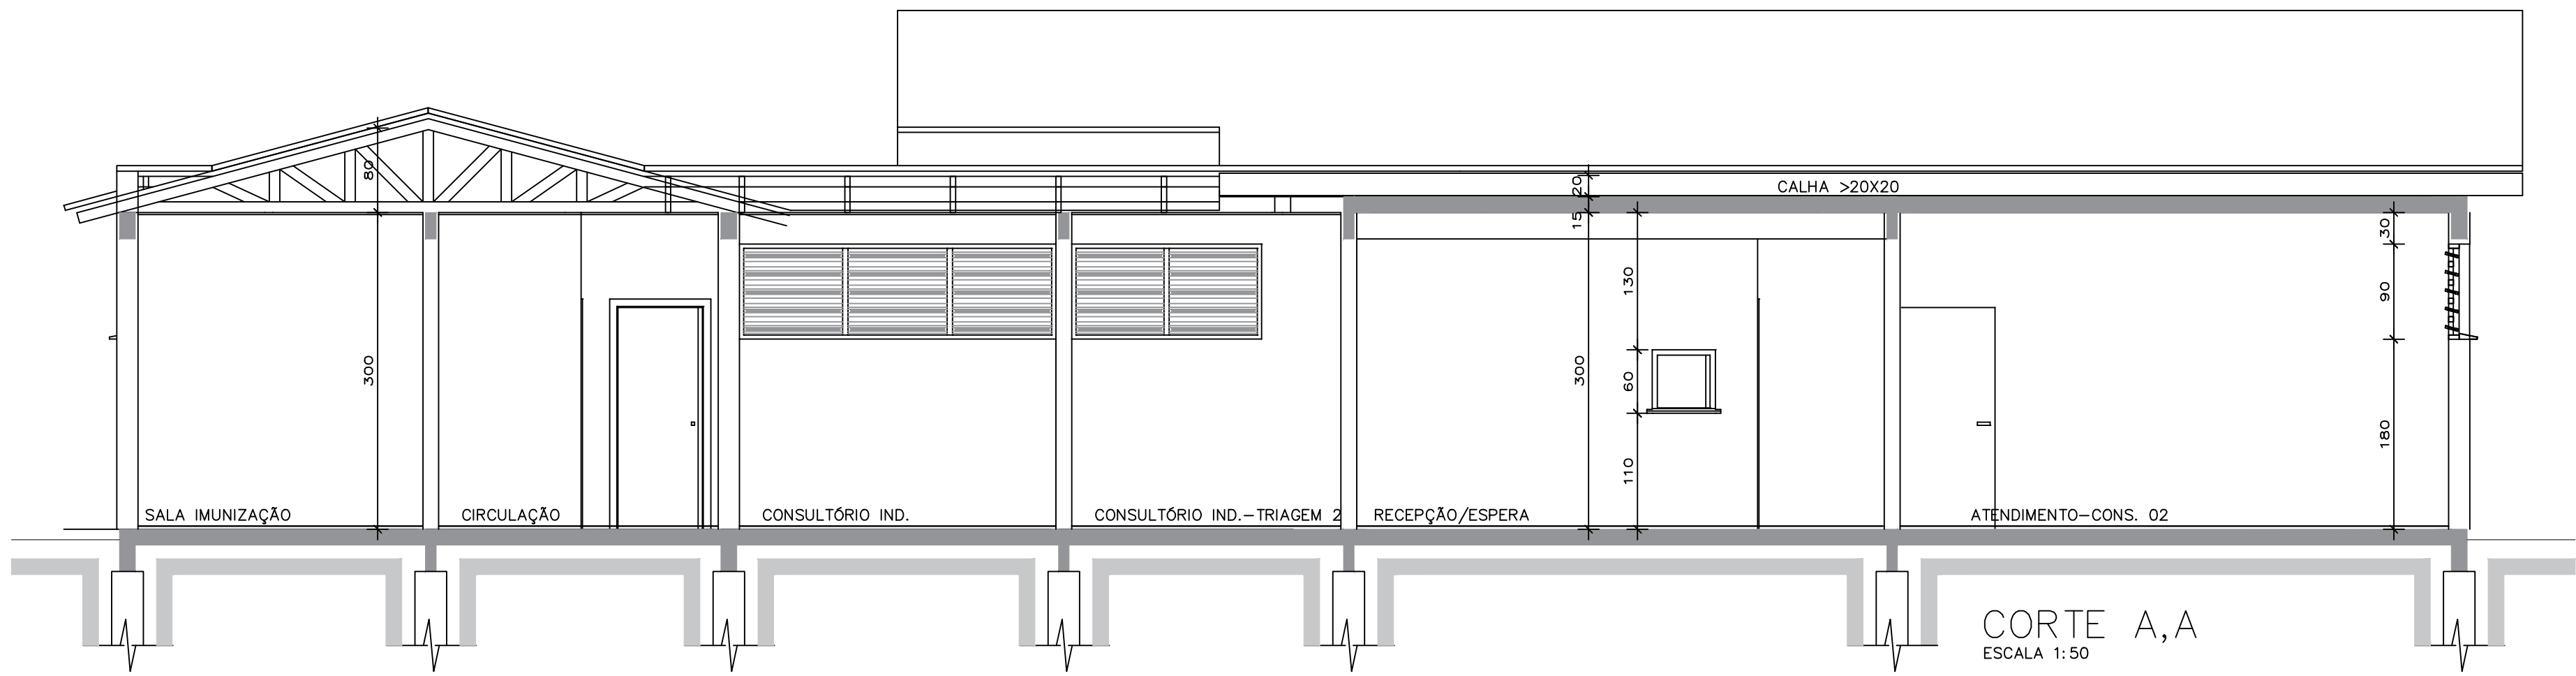 80
300
20
15
CALHA >20X20
130
60
110
300
30
90
180
SALA IMUNIZAÇÃO
CIRCULAÇÃO
CONSULTÓRIO IND.
CONSULTÓRIO IND.-TRIAGEM 2
RECEPÇÃO/ESPERA
ATENDIMENTO-CONS. 02
CORTE A,A
ESCALA 1:50